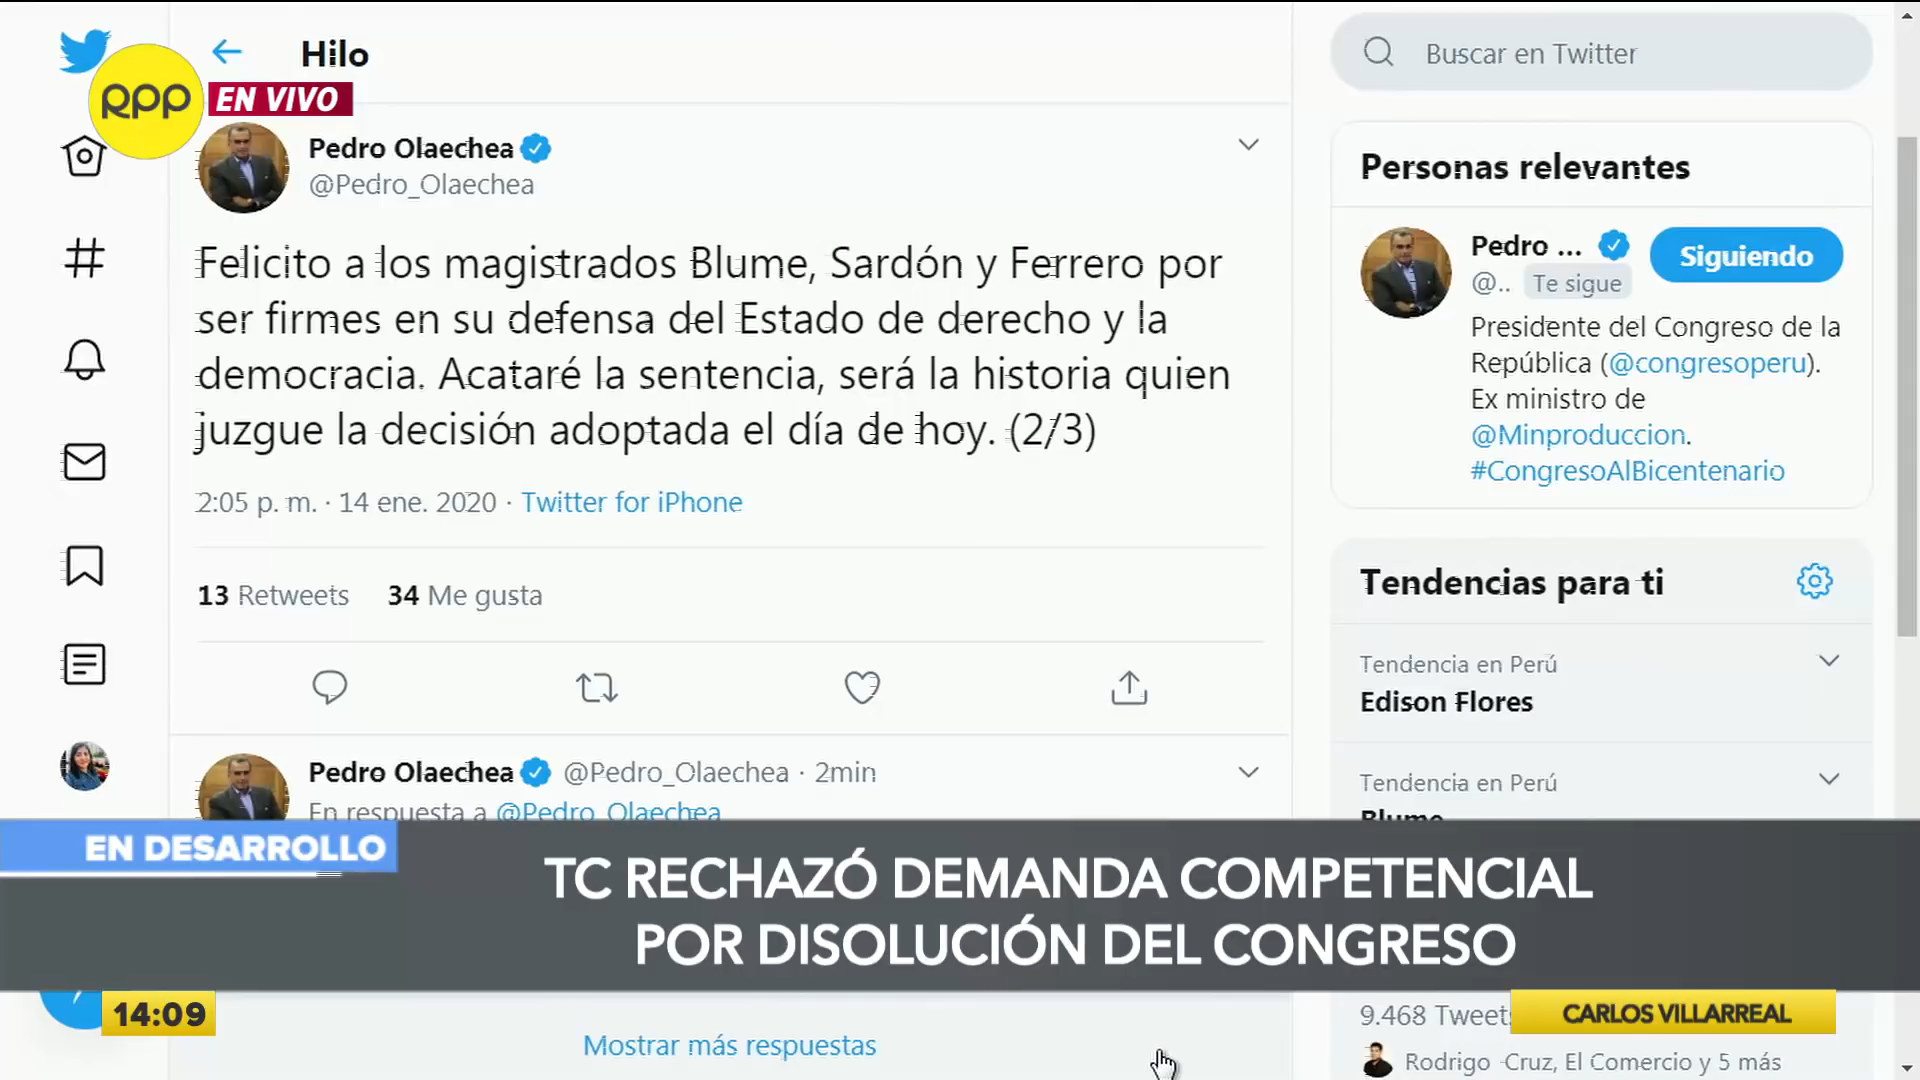 Hilo
Buscar en Twitter
rpp
EN VIVO
Pedro Olaechea
@Pedro_Olaechea
Felicito a los magistrados Blume, Sardón y Ferrero por
ser firmes en su defensa del Estado de derecho y la
democracia. Acataré la sentencia, será la historia quien
juzgue la decisión adoptada el día de hoy. (2/3)
2:05 p. m. · 14 ene. 2020 · Twitter for iPhone
13 Retweets 34 Me gusta
Pedro Olaechea @Pedro_Olaechea · 2min
En respuesta a @Pedro_Olaechea
Personas relevantes
Pedro ...
Siguiendo
@.. Te sigue
Presidente del Congreso de la
República (@congresoperu).
Ex ministro de
@Minproduccion.
#CongresoAlBicentenario
Tendencias para ti
Tendencia en Perú
Edison Flores
Tendencia en Perú
Blume
EN DESARROLLO
TC RECHAZÓ DEMANDA COMPETENCIAL
POR DISOLUCIÓN DEL CONGRESO
14:09
Mostrar más respuestas
9.468 Tweets
CARLOS VILLARREAL
Rodrigo Cruz, El Comercio y 5 más